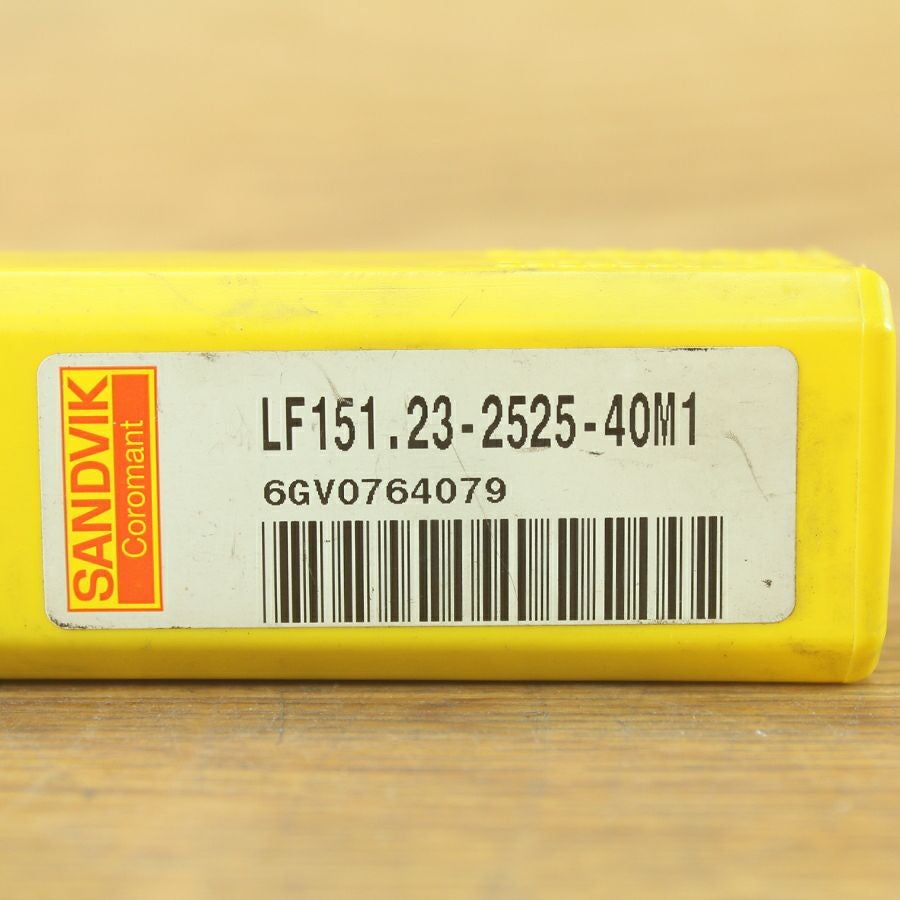 SANDVIK
Coromant
LF151.23-2525-40M1
6GV0764079